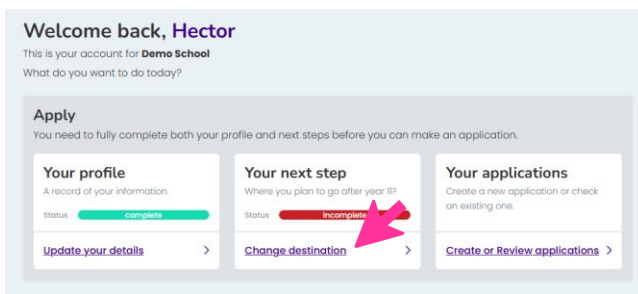 Welcome back, Hector
This is your account for Demo School
What do you want to do today?
Apply
You need to fully complete both your profile and next steps before you can make an application.
Your profile
A record of your information.
Status complete
Update your details >
Your next step
Where you plan to go after year 11?
Status Incomplete
Change destination >
Your applications
Create a new application or check
an existing one.
Create or Review applications >